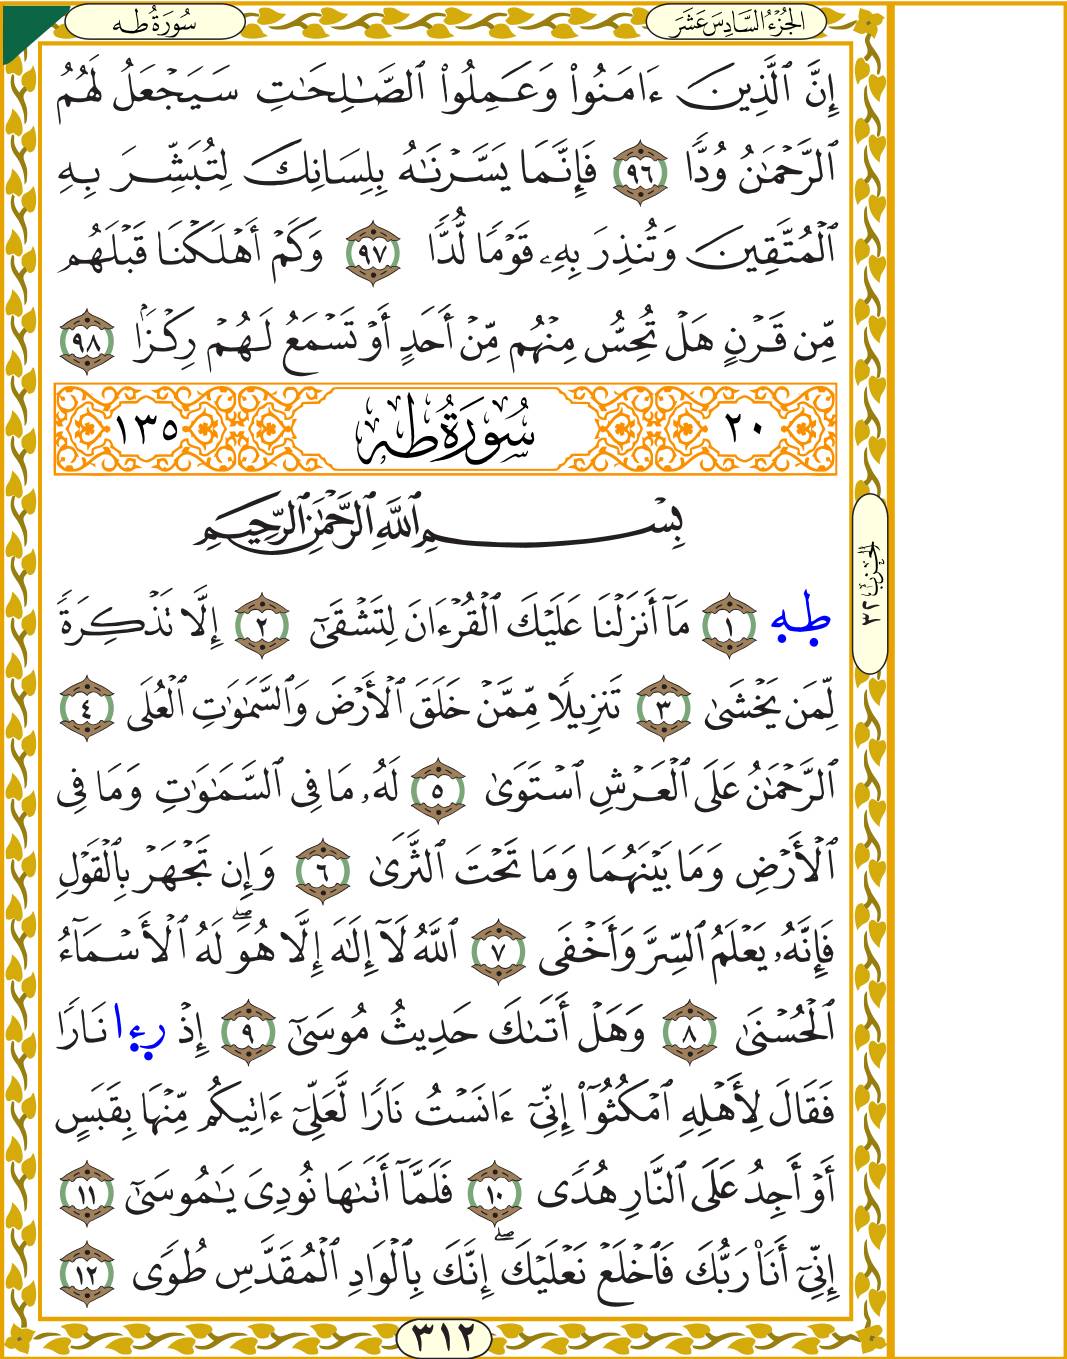 سُورَةُ طه
الجُزْءُ السَّادِسَ عَشَرَ
إِنَّ ٱلَّذِينَ ءَامَنُوا۟ وَعَمِلُوا۟ ٱلصَّـٰلِحَـٰتِ سَيَجْعَلُ لَهُمُ
ٱلرَّحْمَـٰنُ وُدًّا ٩٦ فَإِنَّمَا يَسَّرْنَـٰهُ بِلِسَانِكَ لِتُبَشِّرَ بِهِ
ٱلْمُتَّقِينَ وَتُنذِرَ بِهِۦ قَوْمًا لُّدًّا ٩٧ وَكَمْ أَهْلَكْنَا قَبْلَهُم
مِّن قَرْنٍ هَلْ تُحِسُّ مِنْهُم مِّنْ أَحَدٍ أَوْ تَسْمَعُ لَهُمْ رِكْزًۢا ٩٨
٢٠ سُورَةُ طه ١٣٥
بِسْمِ ٱللَّهِ ٱلرَّحْمَـٰنِ ٱلرَّحِيمِ
طه ١ مَآ أَنزَلْنَا عَلَيْكَ ٱلْقُرْءَانَ لِتَشْقَىٰٓ ٢ إِلَّا تَذْكِرَةً
لِّمَن يَخْشَىٰ ٣ تَنزِيلًا مِّمَّنْ خَلَقَ ٱلْأَرْضَ وَٱلسَّمَـٰوَٰتِ ٱلْعُلَى ٤
ٱلرَّحْمَـٰنُ عَلَى ٱلْعَرْشِ ٱسْتَوَىٰ ٥ لَهُۥ مَا فِى ٱلسَّمَـٰوَٰتِ وَمَا فِى
ٱلْأَرْضِ وَمَا بَيْنَهُمَا وَمَا تَحْتَ ٱلثَّرَىٰ ٦ وَإِن تَجْهَرْ بِٱلْقَوْلِ
فَإِنَّهُۥ يَعْلَمُ ٱلسِّرَّ وَأَخْفَى ٧ ٱللَّهُ لَآ إِلَـٰهَ إِلَّا هُوَ ۖ لَهُ ٱلْأَسْمَآءُ
ٱلْحُسْنَىٰ ٨ وَهَلْ أَتَىٰكَ حَدِيثُ مُوسَىٰٓ ٩ إِذْ رِءا نَارًا
فَقَالَ لِأَهْلِهِ ٱمْكُثُوٓا۟ إِنِّىٓ ءَانَسْتُ نَارًا لَّعَلِّىٓ ءَاتِيكُم مِّنْهَا بِقَبَسٍ
أَوْ أَجِدُ عَلَى ٱلنَّارِ هُدًى ١٠ فَلَمَّآ أَتَىٰهَا نُودِىَ يَـٰمُوسَىٰٓ ١١
إِنِّىٓ أَنَا۠ رَبُّكَ فَٱخْلَعْ نَعْلَيْكَ ۖ إِنَّكَ بِٱلْوَادِ ٱلْمُقَدَّسِ طُوًى ١٢
الحِزْبُ ٣٢
٣١٢